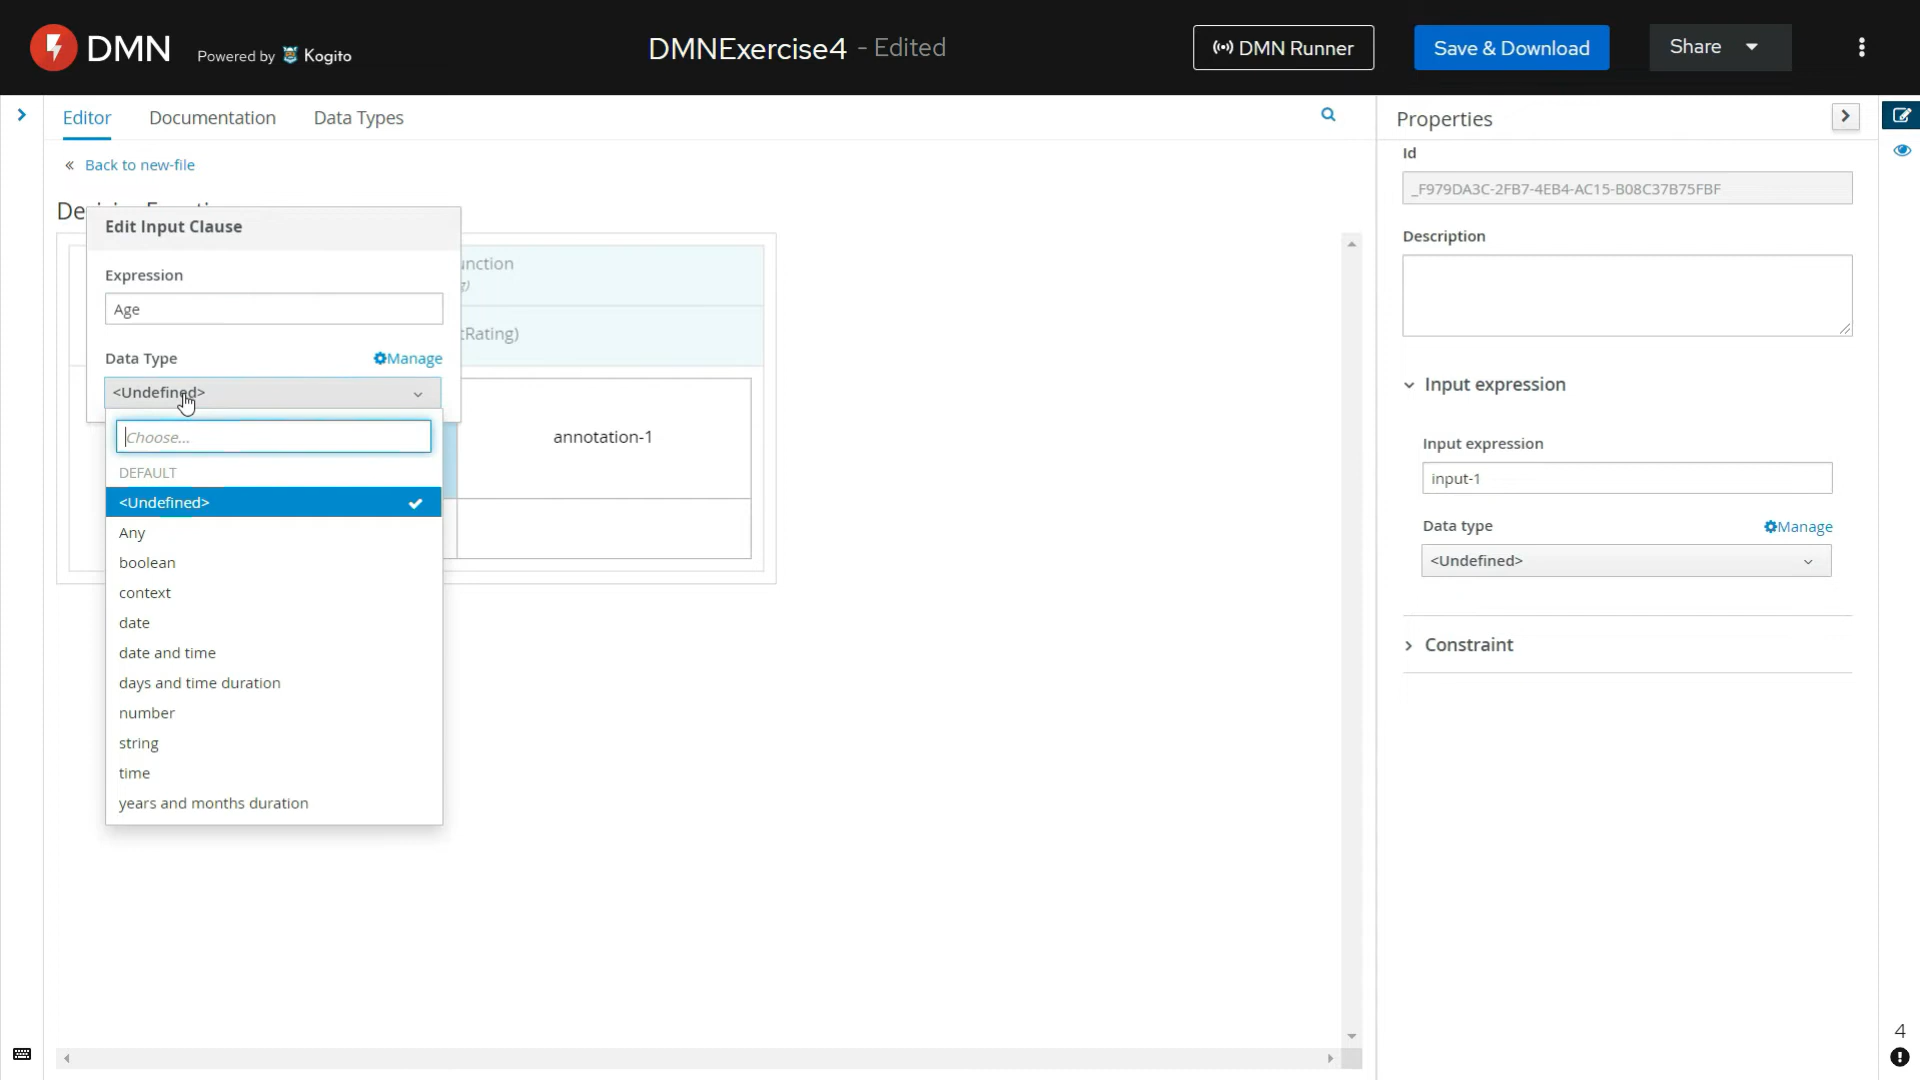 DMN Powered by Kogito
DMNExercise4 - Edited
DMN Runner
Save & Download
Share
Editor Documentation Data Types
« Back to new-file
Edit Input Clause
Expression
Age
Data Type Manage
<Undefined>
Choose...
DEFAULT
<Undefined>
Any
boolean
context
date
date and time
days and time duration
number
string
time
years and months duration
annotation-1
Properties
Id
_F979DA3C-2FB7-4EB4-AC15-B08C37B75FBF
Description
Input expression
Input expression
input-1
Data type Manage
<Undefined>
Constraint
4